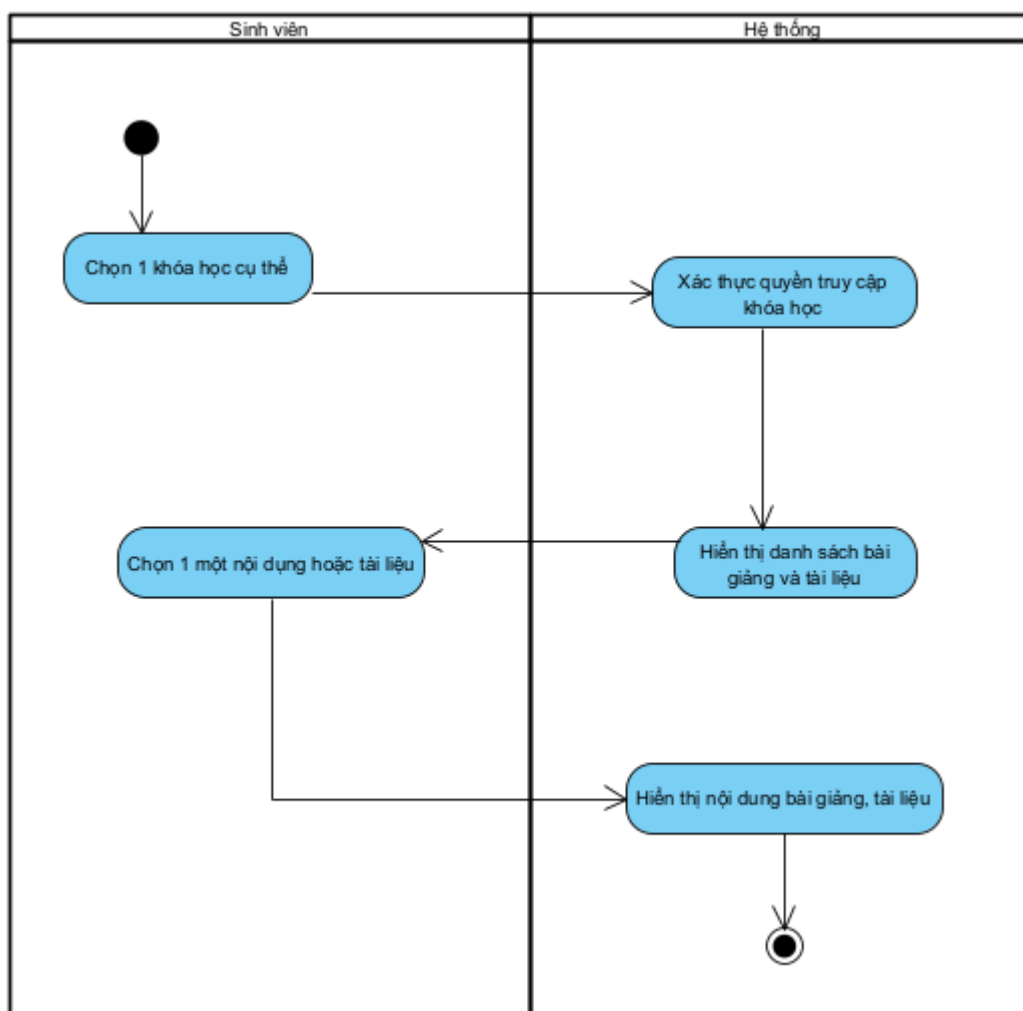 Sinh viên
Hệ thống
Chọn 1 khóa học cụ thể
Xác thực quyền truy cập
khóa học
Hiển thị danh sách bài
giảng và tài liệu
Chọn 1 một nội dụng hoặc tài liệu
Hiển thị nội dung bài giảng, tài liệu